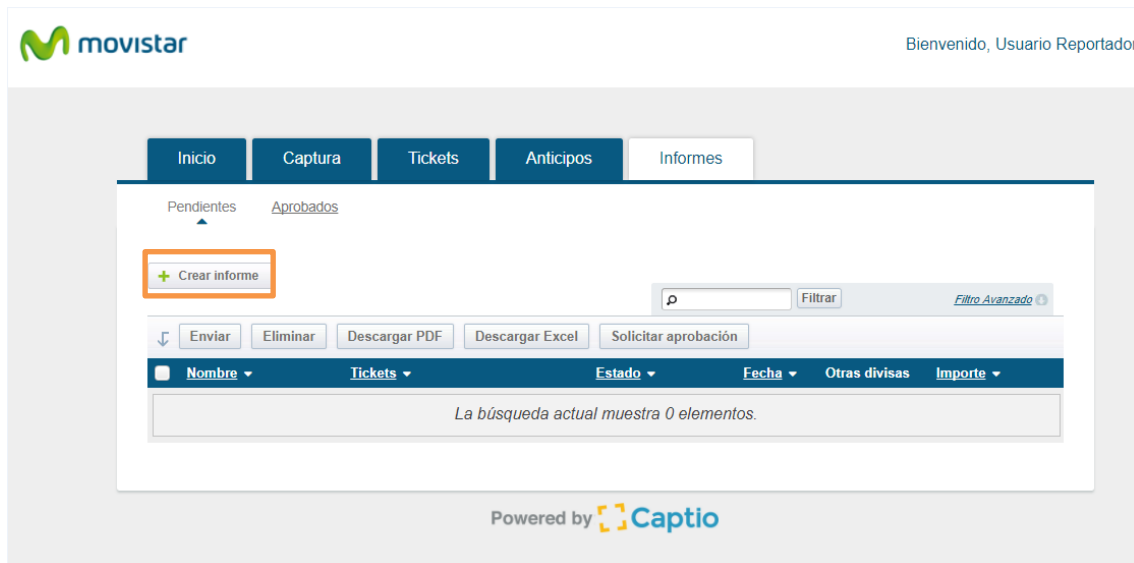 movistar
Bienvenido, Usuario Reportador
Inicio Captura Tickets Anticipos Informes
Pendientes Aprobados
+ Crear informe
Filtrar Filtro Avanzado
Enviar Eliminar Descargar PDF Descargar Excel Solicitar aprobación
Nombre Tickets Estado Fecha Otras divisas Importe
La búsqueda actual muestra 0 elementos.
Powered by Captio